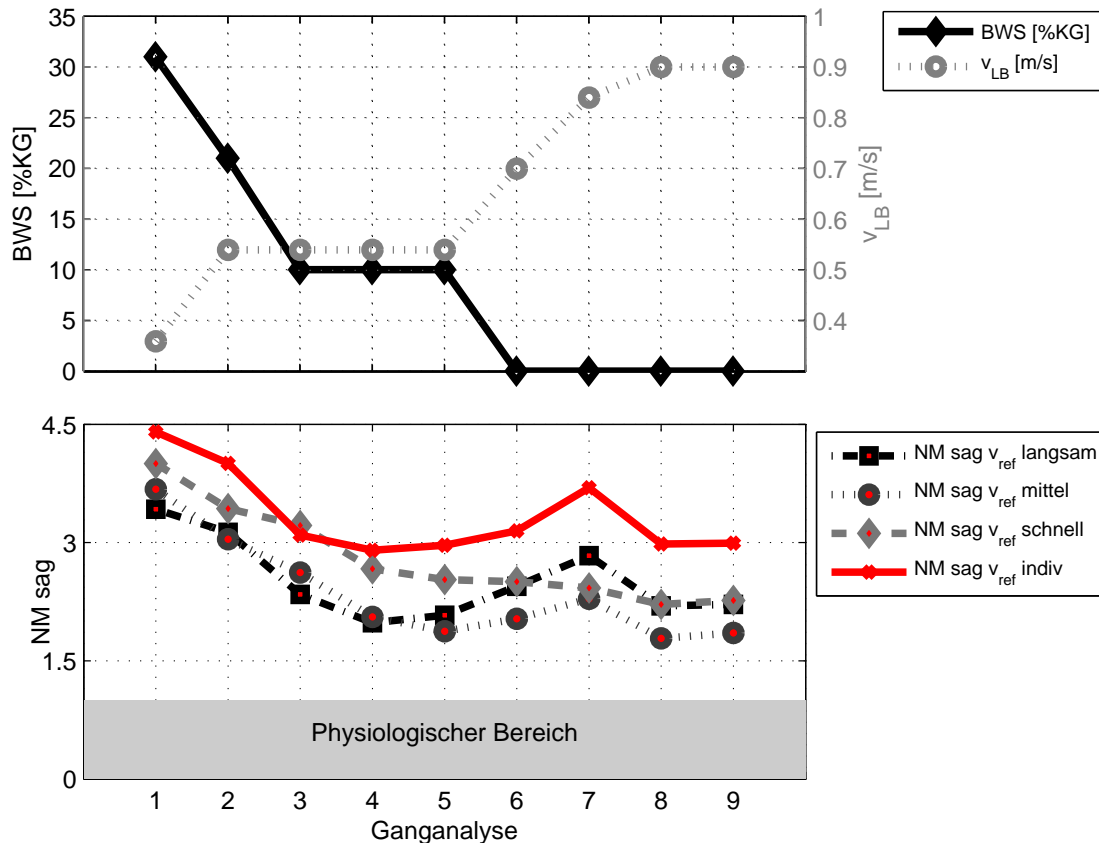 35
30
25
20
15
10
5
0
BWS [%KG]
1
0.9
0.8
0.7
0.6
0.5
0.4
v_LB [m/s]
BWS [%KG]
v_LB [m/s]
4.5
3
1.5
0
NM sag
Physiologischer Bereich
1 2 3 4 5 6 7 8 9
Ganganalyse
NM sag v_ref langsam
NM sag v_ref mittel
NM sag v_ref schnell
NM sag v_ref indiv